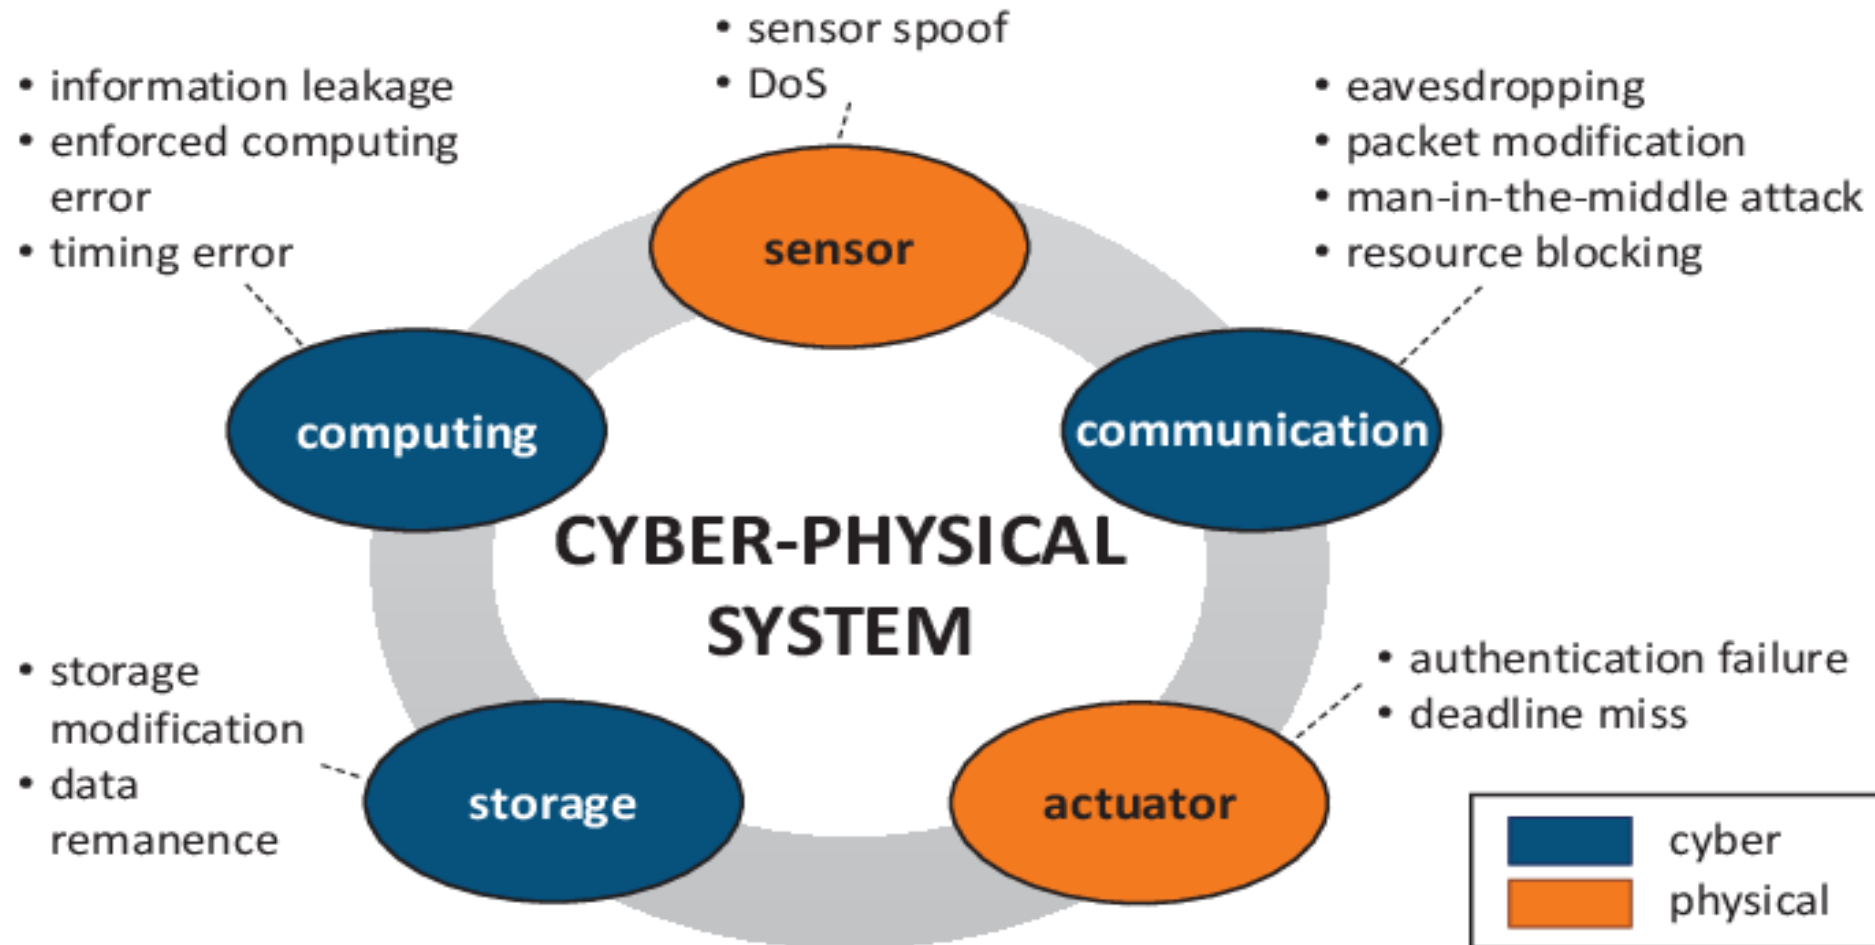 • sensor spoof
• DoS
• information leakage
• enforced computing
error
• timing error
• eavesdropping
• packet modification
• man-in-the-middle attack
• resource blocking
sensor
computing
communication
CYBER-PHYSICAL
SYSTEM
• storage
modification
• data
remanence
• authentication failure
• deadline miss
storage
actuator
cyber
physical